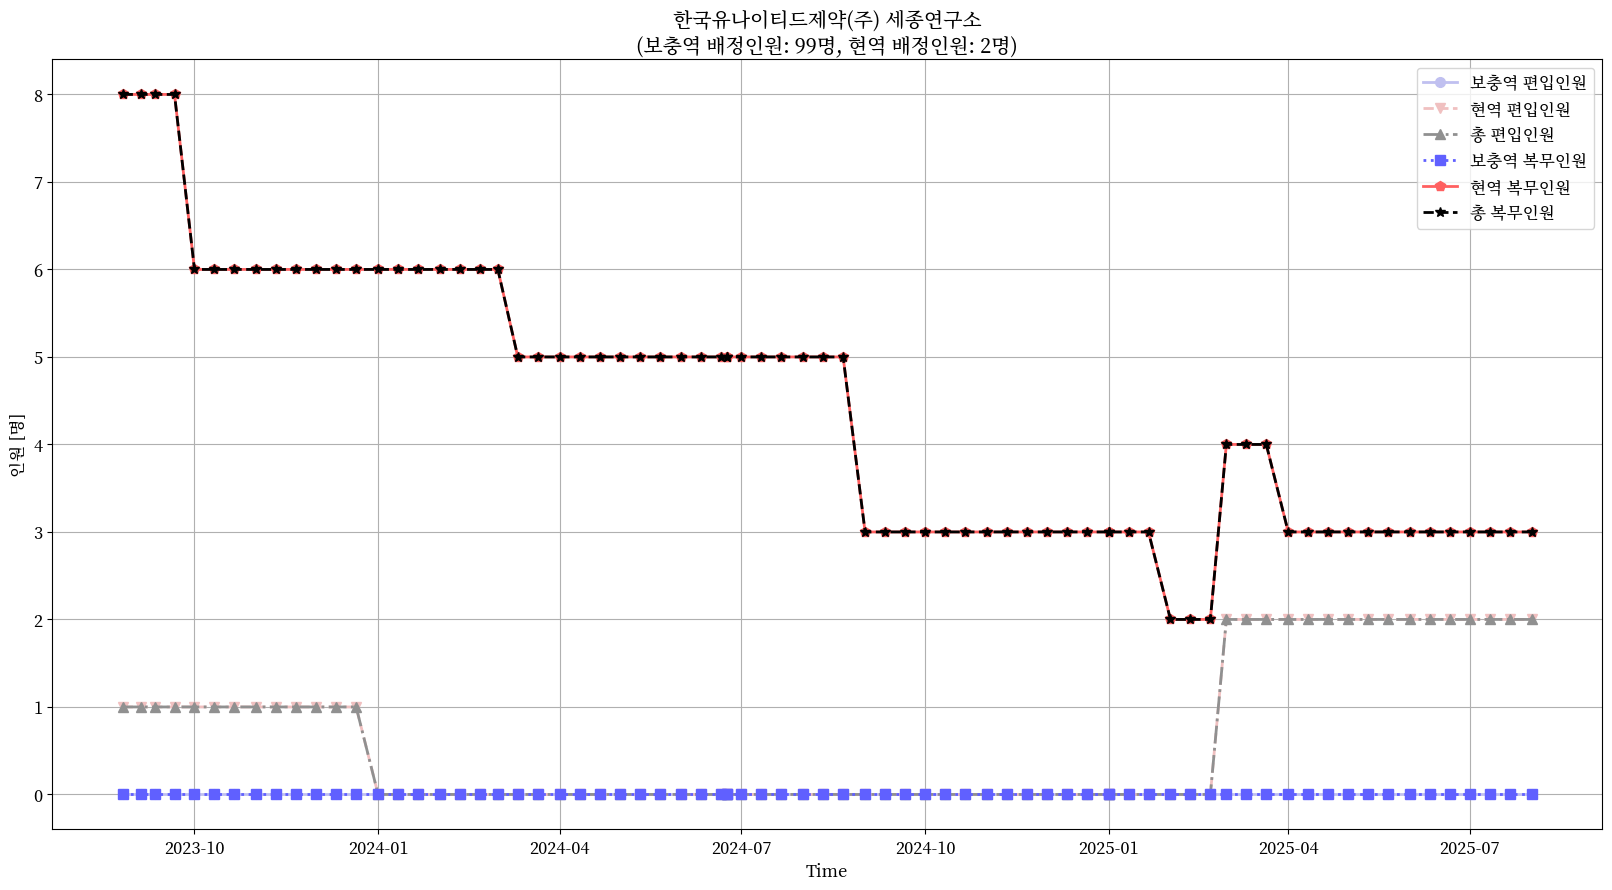 한국유나이티드제약(주) 세종연구소
(보충역 배정인원: 99명, 현역 배정인원: 2명)
보충역 편입인원
현역 편입인원
총 편입인원
보충역 복무인원
현역 복무인원
총 복무인원
인원 [명]
8
7
6
5
4
3
2
1
0
2023-10
2024-01
2024-04
2024-07
2024-10
2025-01
2025-04
2025-07
Time